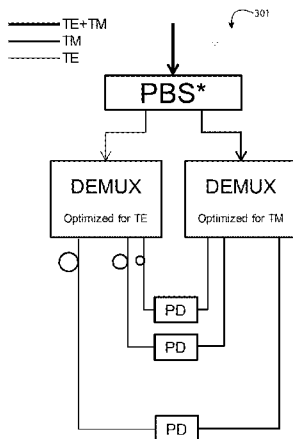 TE+TM
TM
TE
301
PBS*
DEMUX
Optimized for TE
DEMUX
Optimized for TM
PD
PD
PD